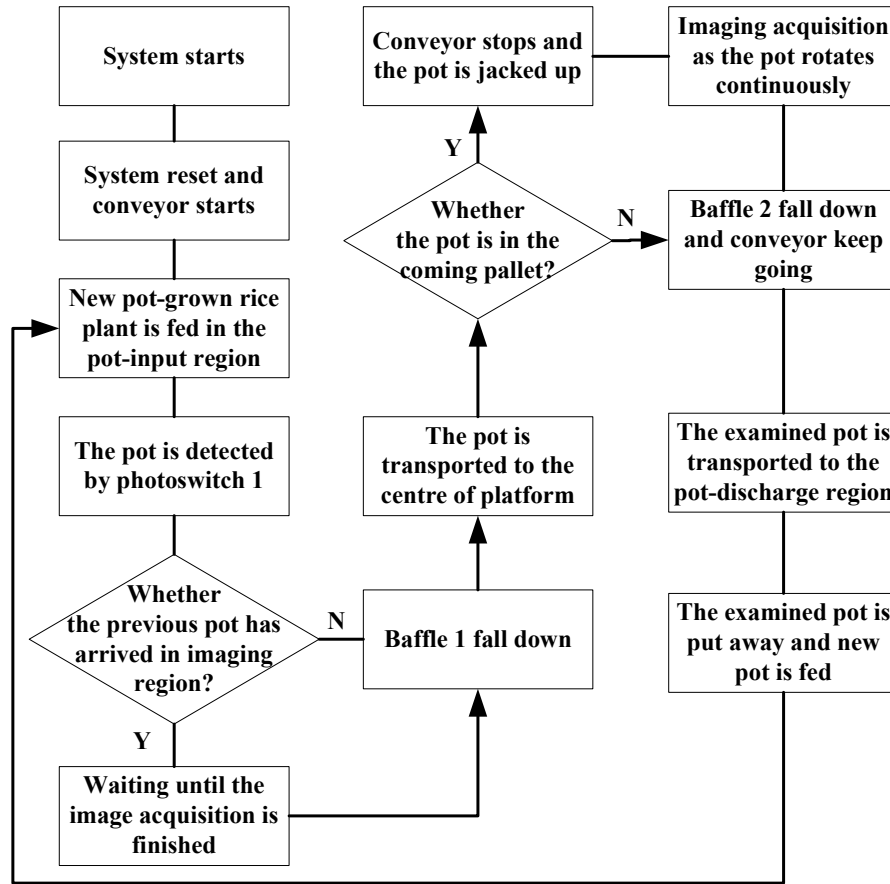 System starts
System reset and
conveyor starts
New pot-grown rice
plant is fed in the
pot-input region
The pot is detected
by photoswitch 1
Whether
the previous pot has
arrived in imaging
region?
N
Y
Waiting until the
image acquisition is
finished
Baffle 1 fall down
The pot is
transported to the
centre of platform
Whether
the pot is in the
coming pallet?
Y
N
Conveyor stops and
the pot is jacked up
Imaging acquisition
as the pot rotates
continuously
Baffle 2 fall down
and conveyor keep
going
The examined pot is
transported to the
pot-discharge region
The examined pot is
put away and new
pot is fed